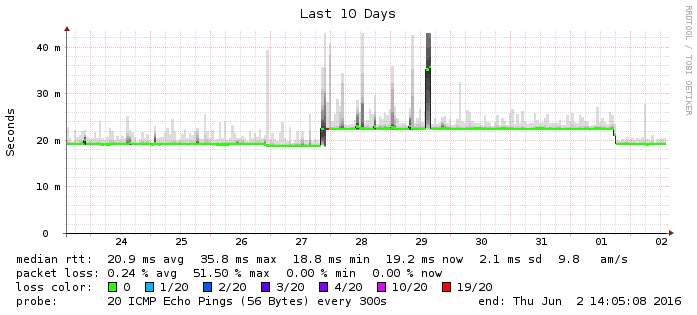 Last 10 Days
RRDTOOL / TOBI OETIKER
Seconds
40 m
30 m
20 m
10 m
0
24 25 26 27 28 29 30 31 01 02
median rtt: 20.9 ms avg 35.8 ms max 18.8 ms min 19.2 ms now 2.1 ms sd 9.8 am/s
packet loss: 0.24 % avg 51.50 % max 0.00 % min 0.00 % now
loss color: 0 1/20 2/20 3/20 4/20 10/20 19/20
probe: 20 ICMP Echo Pings (56 Bytes) every 300s end: Thu Jun 2 14:05:08 2016